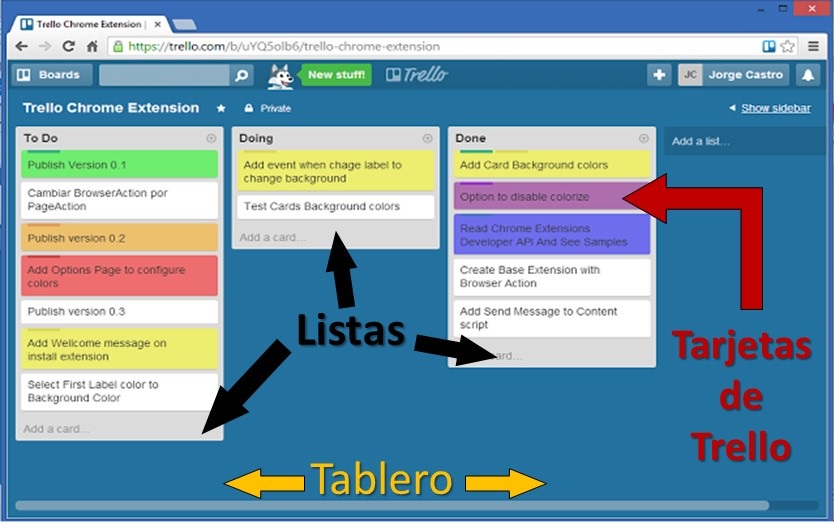 Trello Chrome Extension |
https://trello.com/b/uYQ5olb6/trello-chrome-extension
Boards
New stuff!
Trello
JC
Jorge Castro
Trello Chrome Extension
Private
Show sidebar
To Do
Publish Version 0.1
Cambiar BrowserAction por
PageAction
Publish version 0.2
Add Options Page to configure
colors
Publish version 0.3
Add Wellcome message on
install extension
Select First Label color to
Background Color
Add a card...
Doing
Add event when chage label to
change background
Test Cards Background colors
Add a card...
Done
Add Card Background colors
Option to disable colorize
Read Chrome Extensions
Developer API And See Samples
Create Base Extension with
Browser Action
Add Send Message to Content
script
card...
Add a list...
Listas
Tarjetas
de
Trello
Tablero